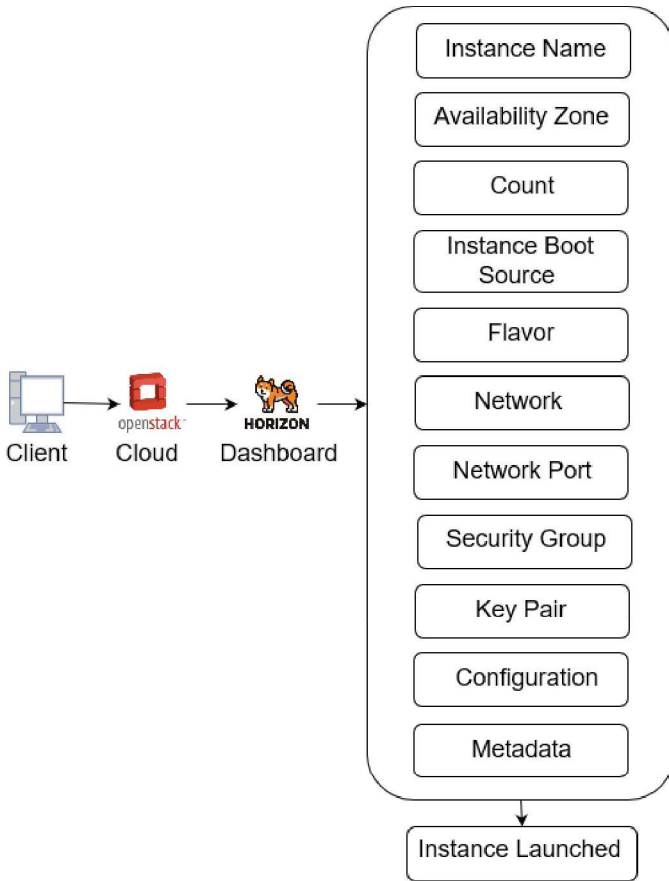 Instance Name
Availability Zone
Count
Instance Boot
Source
Flavor
Network
Network Port
Security Group
Key Pair
Configuration
Metadata
openstack™
HORIZON
Client
Cloud
Dashboard
Instance Launched